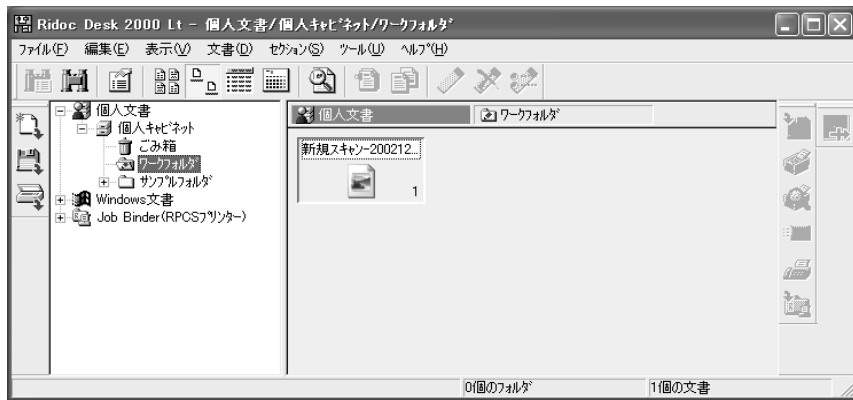 Ridoc Desk 2000 Lt - 個人文書/個人ｷｬﾋﾞﾈｯﾄ/ﾜｰｸﾌｫﾙﾀﾞ
ﾌｧｲﾙ(F) 編集(E) 表示(V) 文書(D) ｾｸｼｮﾝ(S) ﾂｰﾙ(U) ﾍﾙﾌﾟ(H)
個人文書
個人ｷｬﾋﾞﾈｯﾄ
ごみ箱
ﾜｰｸﾌｫﾙﾀﾞ
ｻﾝﾌﾟﾙﾌｫﾙﾀﾞ
Windows文書
Job Binder(RPCSﾌﾟﾘﾝﾀｰ)
個人文書 ﾜｰｸﾌｫﾙﾀﾞ
新規ｽｷｬﾝ-200212...
1
0個のﾌｫﾙﾀﾞ 1個の文書